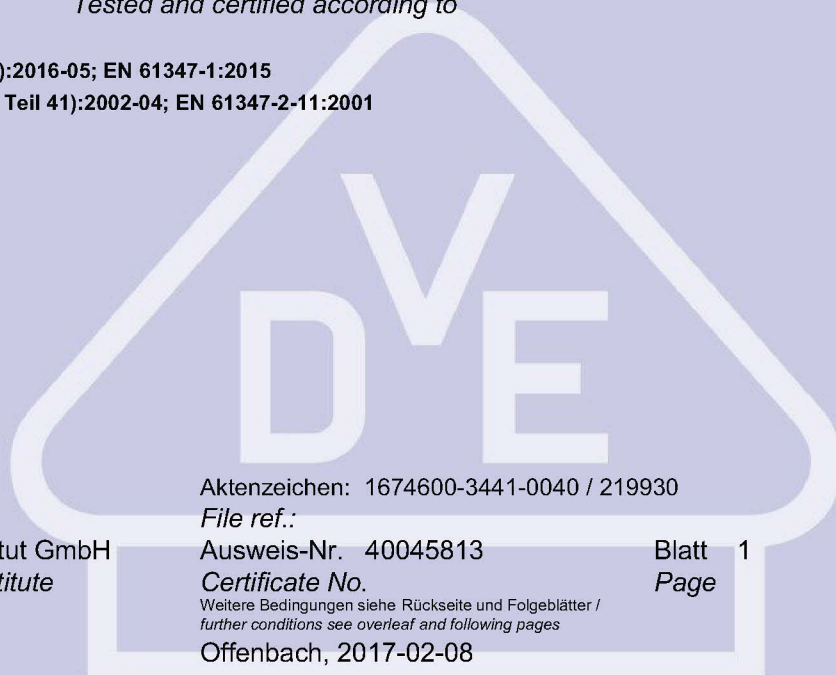 Tested and certified according to
):2016-05; EN 61347-1:2015
Teil 41):2002-04; EN 61347-2-11:2001
V
D E
Aktenzeichen: 1674600-3441-0040 / 219930
File ref.:
tut GmbH Ausweis-Nr. 40045813 Blatt 1
titute Certificate No. Page
Weitere Bedingungen siehe Rückseite und Folgeblätter /
further conditions see overleaf and following pages
Offenbach, 2017-02-08